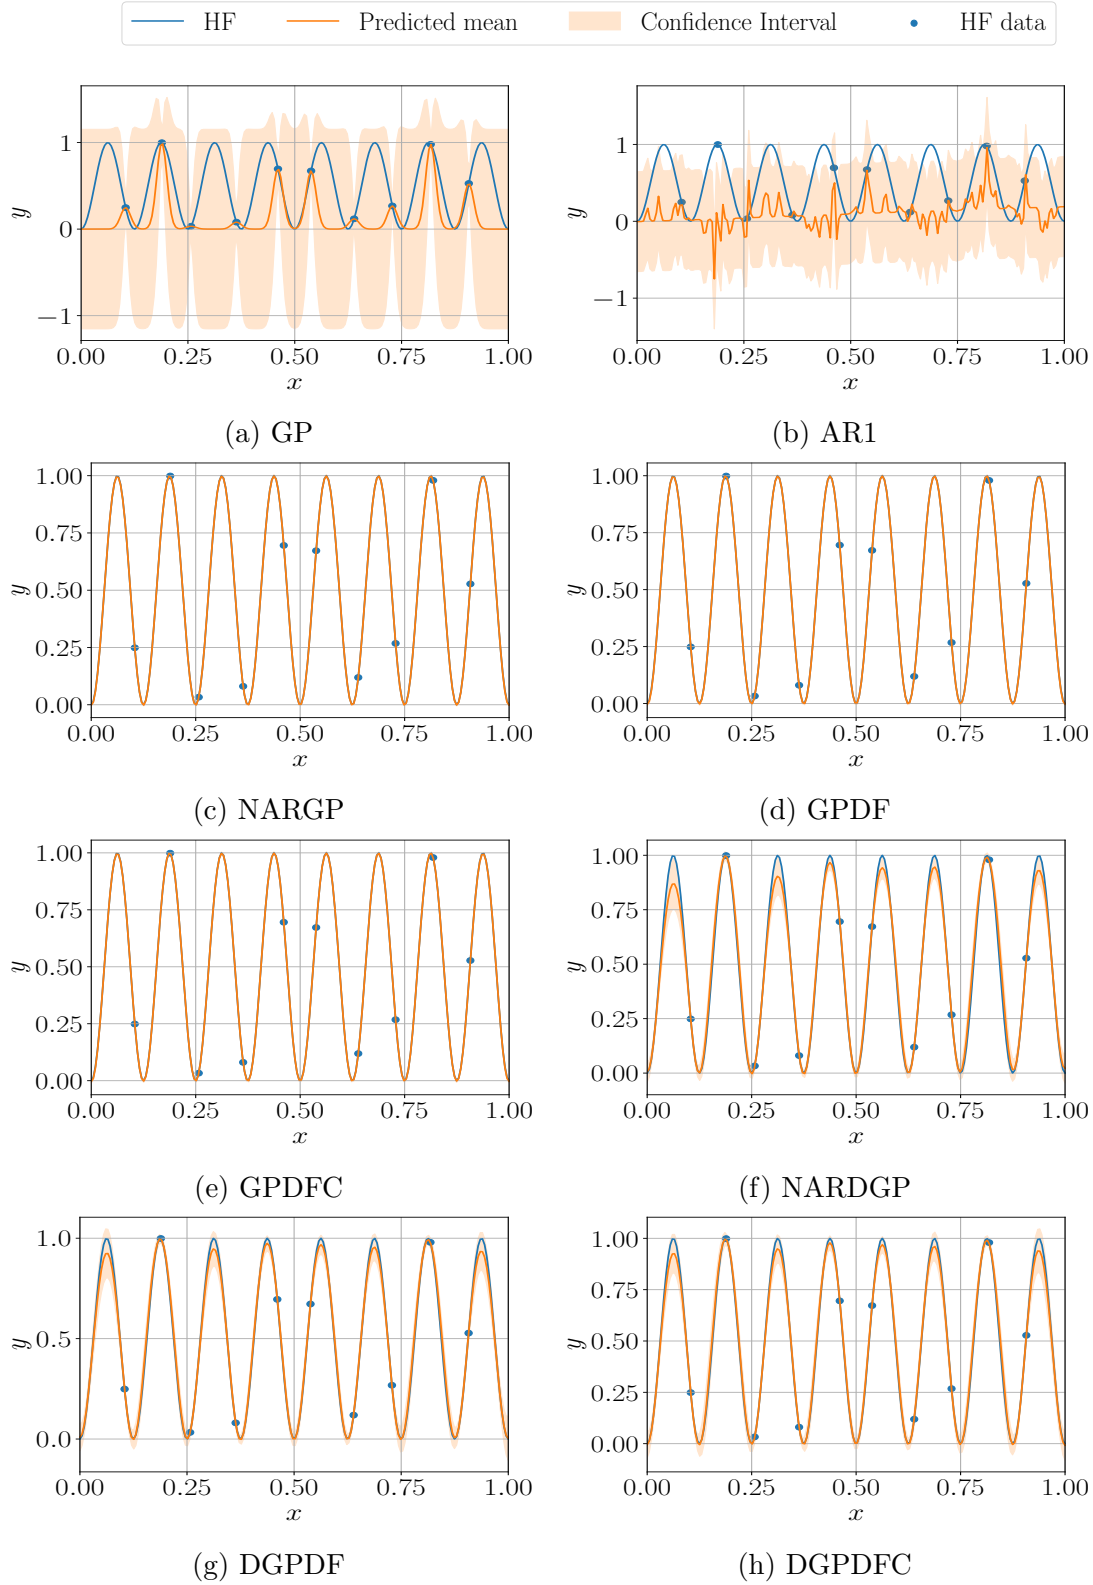 HF Predicted mean Confidence Interval HF data
1
0
−1
y
0.00 0.25 0.50 0.75 1.00
x
(a) GP
1
0
−1
y
0.00 0.25 0.50 0.75 1.00
x
(b) AR1
1.00
0.75
0.50
0.25
0.00
y
0.00 0.25 0.50 0.75 1.00
x
(c) NARGP
1.00
0.75
0.50
0.25
0.00
y
0.00 0.25 0.50 0.75 1.00
x
(d) GPDF
1.00
0.75
0.50
0.25
0.00
y
0.00 0.25 0.50 0.75 1.00
x
(e) GPDFC
1.00
0.75
0.50
0.25
0.00
y
0.00 0.25 0.50 0.75 1.00
x
(f) NARDGP
1.0
0.5
0.0
y
0.00 0.25 0.50 0.75 1.00
x
(g) DGPDF
1.00
0.75
0.50
0.25
0.00
y
0.00 0.25 0.50 0.75 1.00
x
(h) DGPDFC